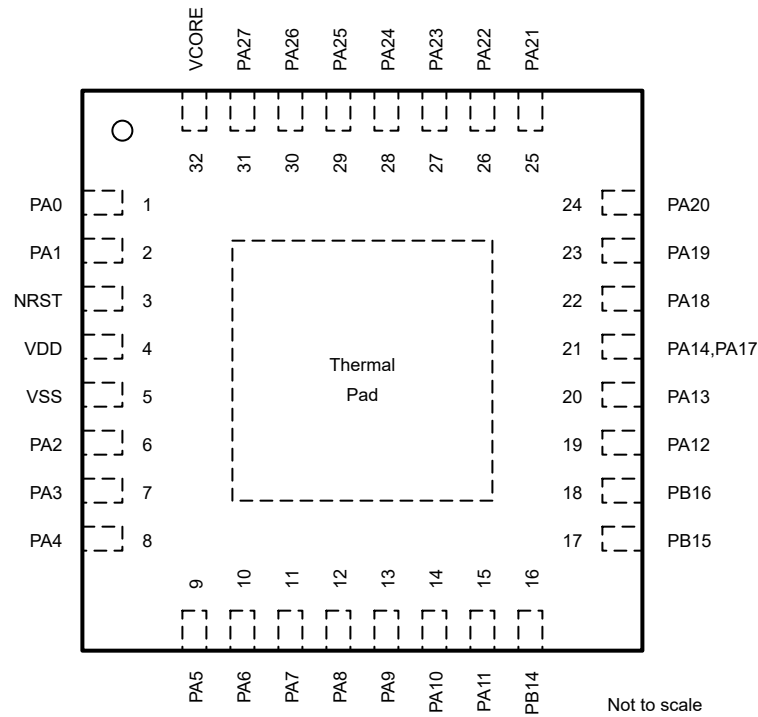 VCORE
PA27
PA26
PA25
PA24
PA23
PA22
PA21
32
31
30
29
28
27
26
25
PA0 1
PA1 2
NRST 3
VDD 4
VSS 5
PA2 6
PA3 7
PA4 8
24 PA20
23 PA19
22 PA18
21 PA14,PA17
20 PA13
19 PA12
18 PB16
17 PB15
Thermal
Pad
9
10
11
12
13
14
15
16
PA5
PA6
PA7
PA8
PA9
PA10
PA11
PB14
Not to scale